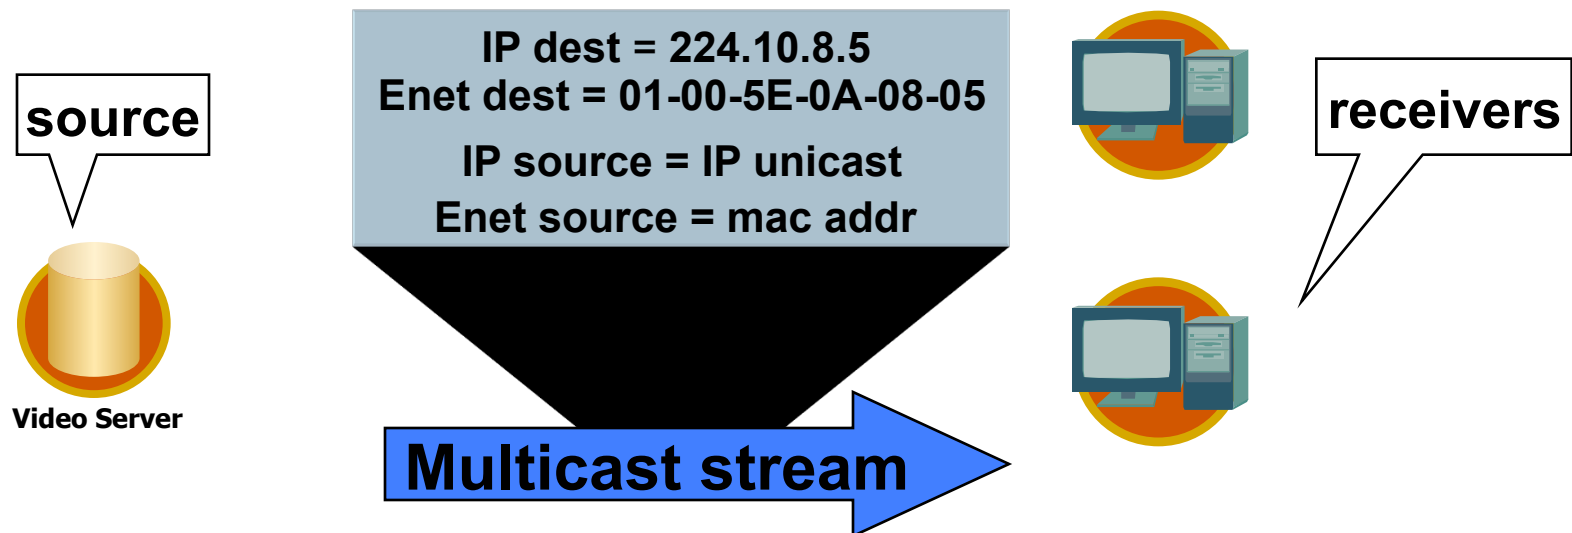 source
Video Server
IP dest = 224.10.8.5
Enet dest = 01-00-5E-0A-08-05
IP source = IP unicast
Enet source = mac addr
Multicast stream
receivers